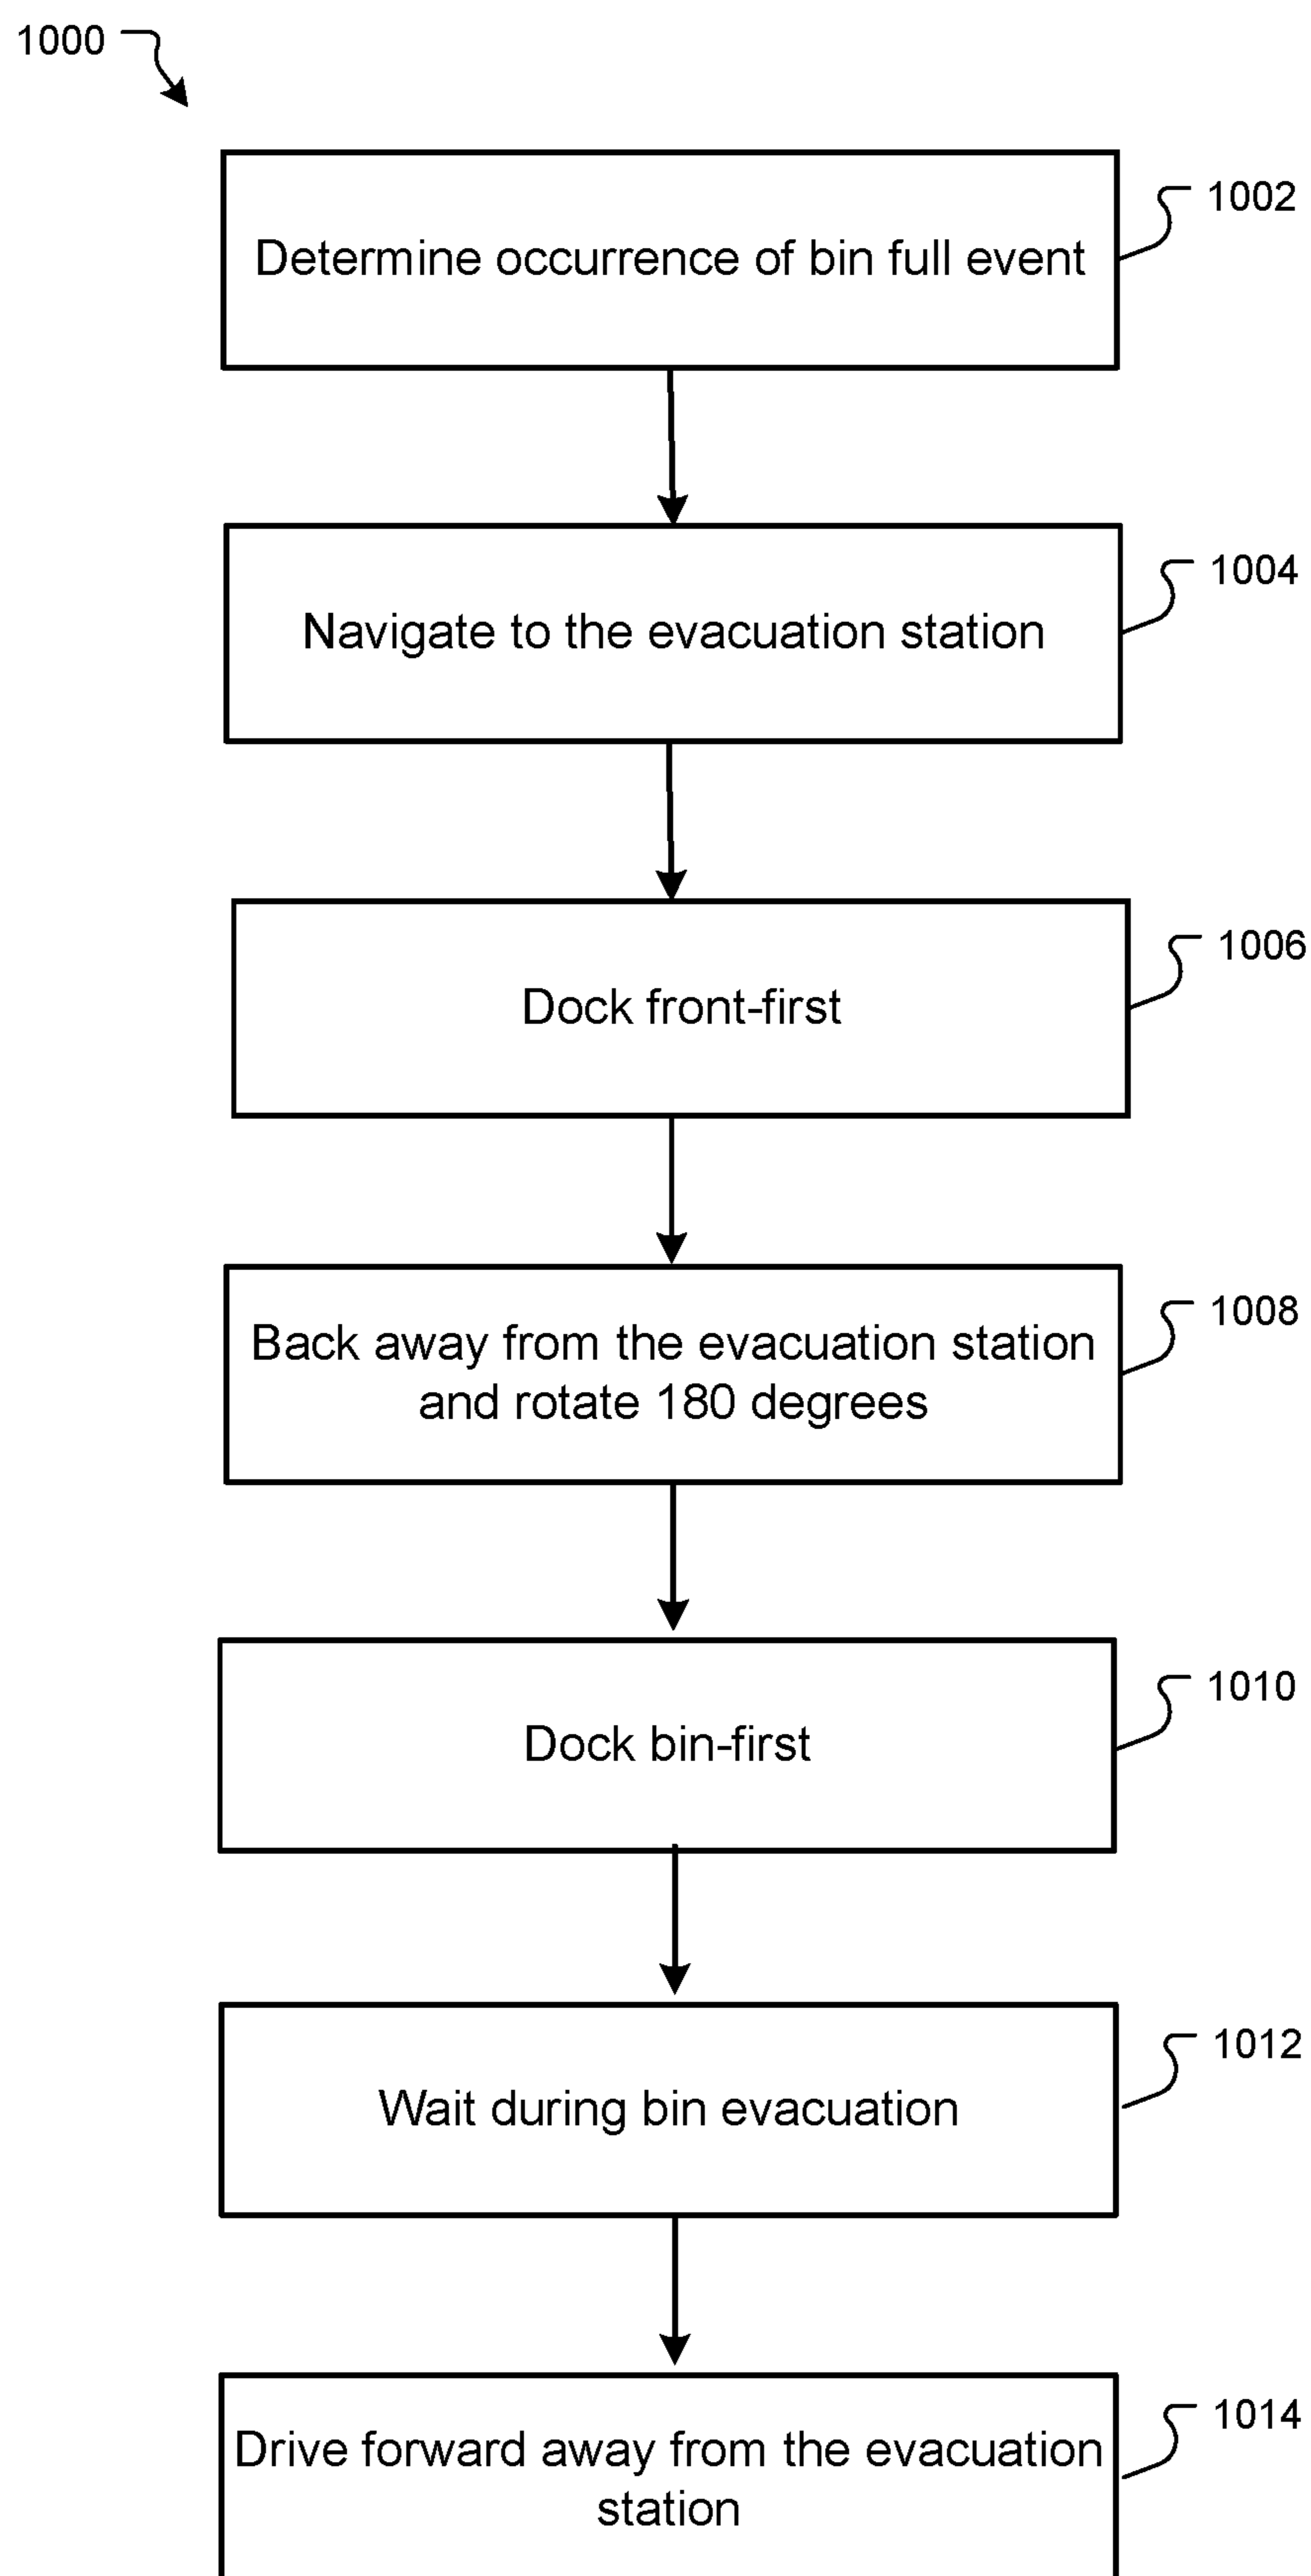 1000
1002
Determine occurrence of bin full event
1004
Navigate to the evacuation station
1006
Dock front-first
1008
Back away from the evacuation station
and rotate 180 degrees
1010
Dock bin-first
1012
Wait during bin evacuation
1014
Drive forward away from the evacuation
station